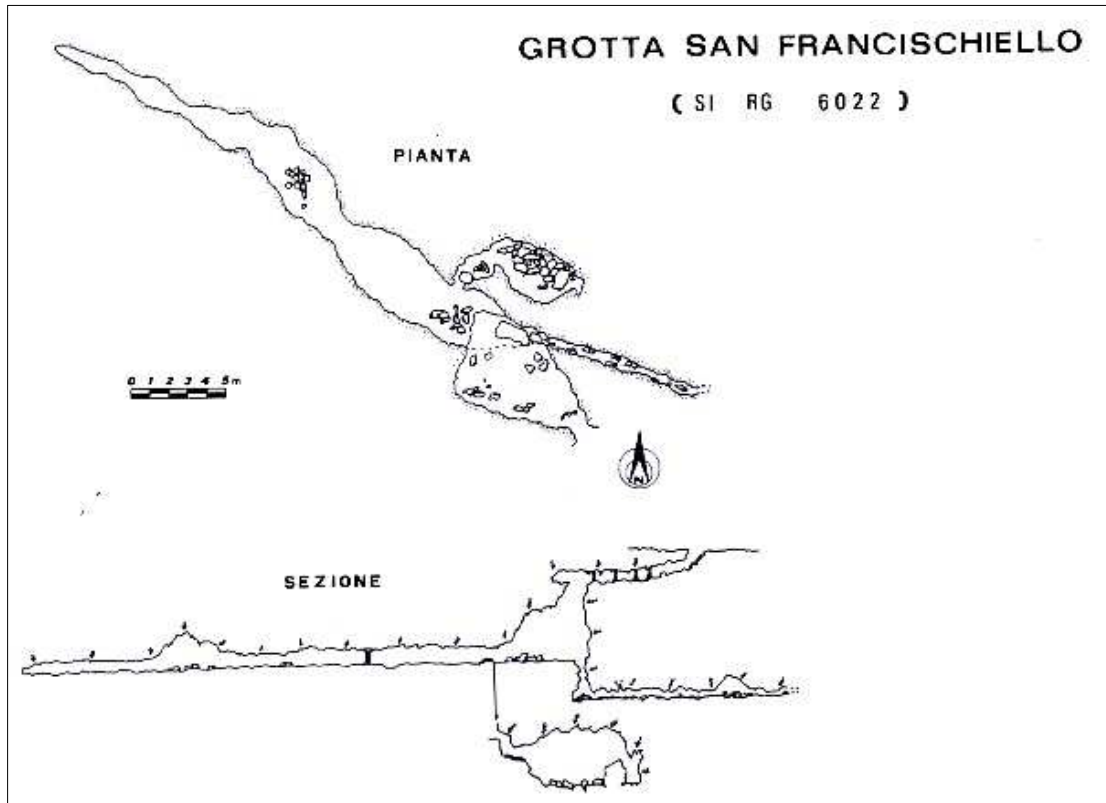 GROTTA SAN FRANCISCHIELLO
( SI RG 6022 )
PIANTA
0 1 2 3 4 5m
N
SEZIONE